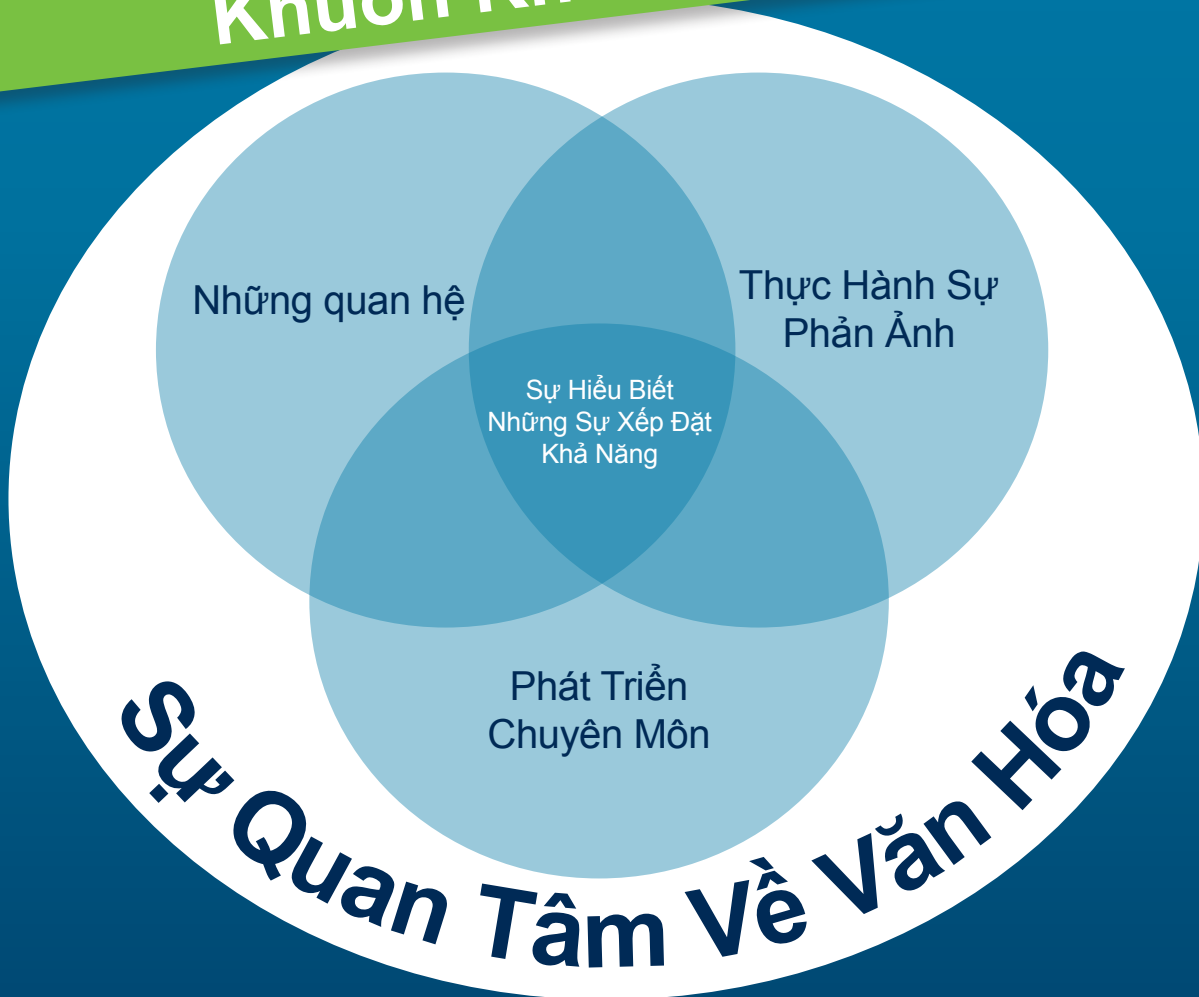 Khuôn
Những quan hệ
Thực Hành Sự
Phản Ảnh
Sự Hiểu Biết
Những Sự Xếp Đặt
Khả Năng
Phát Triển
Chuyên Môn
Sự Quan Tâm Về Văn Hóa